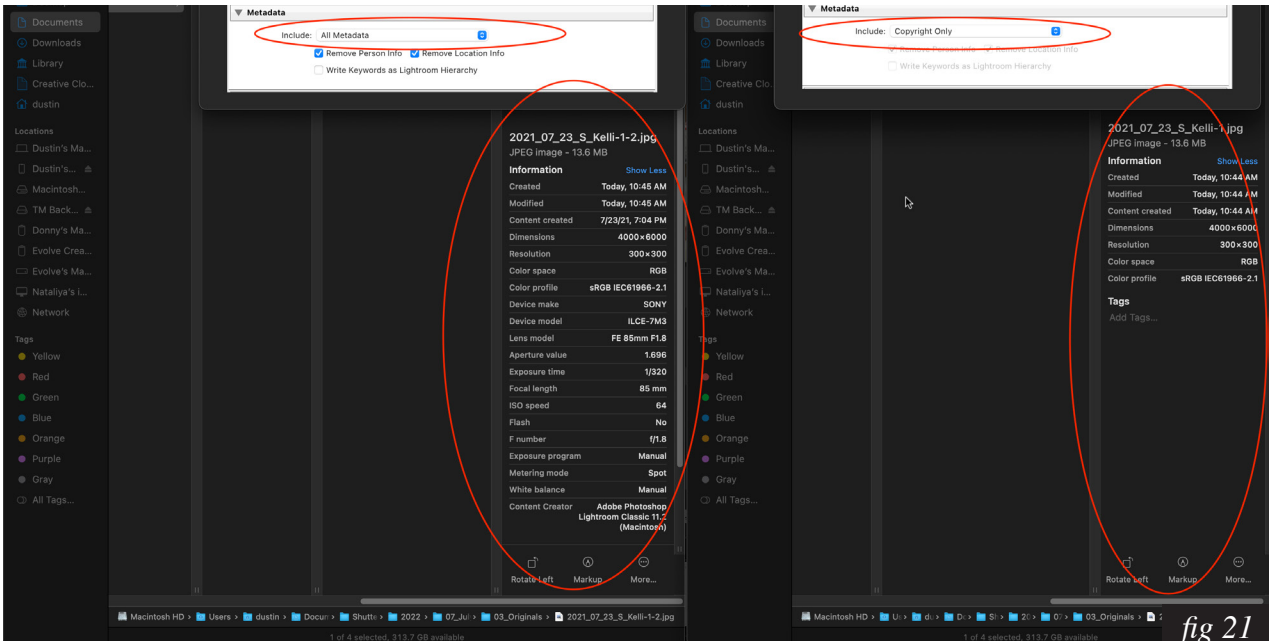 Metadata
Include: All Metadata
Remove Person Info Remove Location Info
Write Keywords as Lightroom Hierarchy
Documents
Downloads
Library
Creative Clo...
dustin
Locations
Dustin's Ma...
Dustin's...
Macintosh...
TM Back...
Donny's Ma...
Evolve Crea...
Evolve's Ma...
Nataliya's i...
Network
Tags
Yellow
Red
Green
Blue
Orange
Purple
Gray
All Tags...
2021_07_23_S_Kelli-1-2.jpg
JPEG image - 13.6 MB
Information Show Less
Created Today, 10:45 AM
Modified Today, 10:45 AM
Content created 7/23/21, 7:04 PM
Dimensions 4000×6000
Resolution 300×300
Color space RGB
Color profile sRGB IEC61966-2.1
Device make SONY
Device model ILCE-7M3
Lens model FE 85mm F1.8
Aperture value 1.696
Exposure time 1/320
Focal length 85 mm
ISO speed 64
Flash No
F number f/1.8
Exposure program Manual
Metering mode Spot
White balance Manual
Content Creator Adobe Photoshop
Lightroom Classic 11.2
(Macintosh)
Rotate Left Markup More...
Macintosh HD › Users › dustin › Docum › Shutte › 2022 › 07_Jul › 03_Originals › 2021_07_23_S_Kelli-1-2.jpg
1 of 4 selected, 313.7 GB available
Metadata
Include: Copyright Only
Remove Person Info Remove Location Info
Write Keywords as Lightroom Hierarchy
Documents
Downloads
Library
Creative Clo
dustin
Locations
Dustin's Ma...
Dustin's...
Macintosh...
TM Back...
Donny's Ma...
Evolve Crea...
Evolve's Ma...
Nataliya's i...
Network
Tags
Yellow
Red
Green
Blue
Orange
Purple
Gray
All Tags...
2021_07_23_S_Kelli-1.jpg
JPEG image - 13.6 MB
Information Show Less
Created Today, 10:44 AM
Modified Today, 10:44 AM
Content created Today, 10:44 AM
Dimensions 4000×6000
Resolution 300×300
Color space RGB
Color profile sRGB IEC61966-2.1
Tags
Add Tags...
Rotate Left Markup More...
Macintosh HD › 03_Originals ›
1 of 4 selected, 313.7 GB available
fig 21